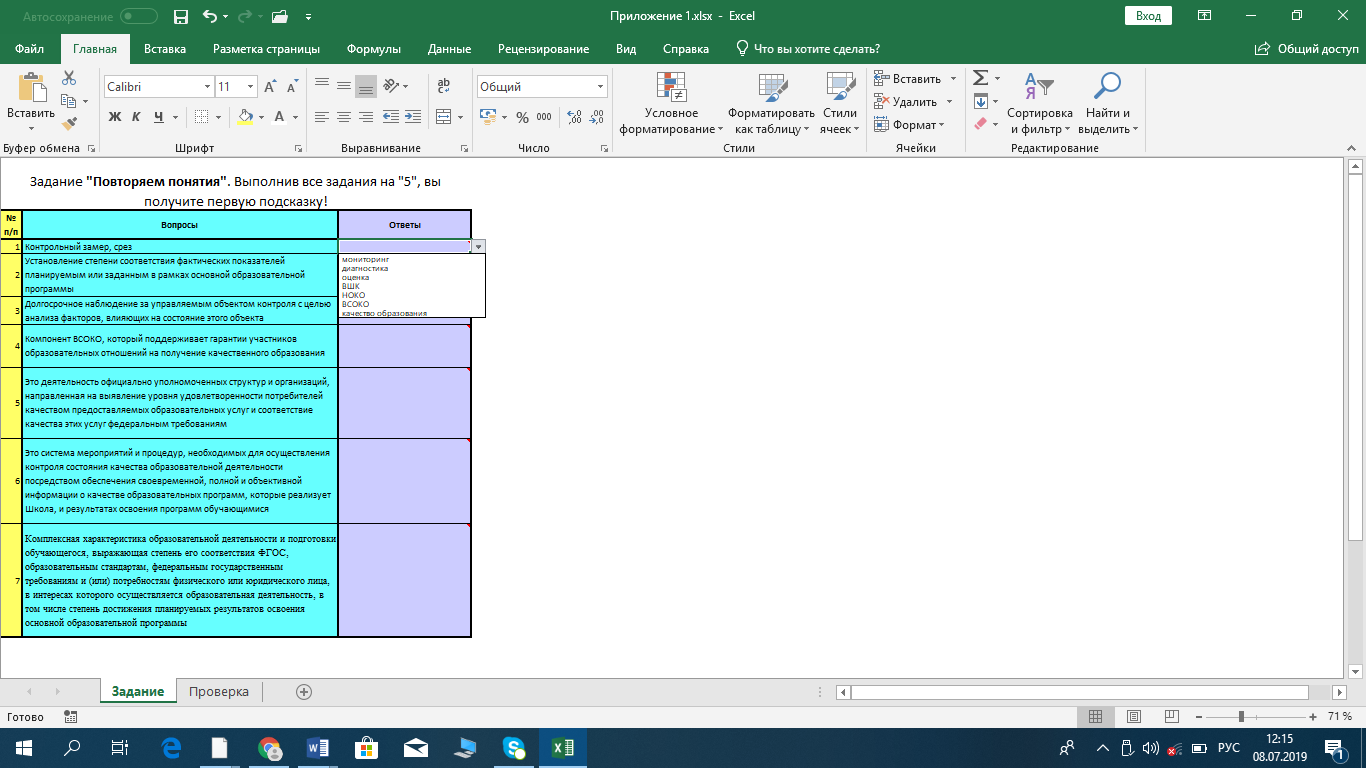 Автосохранение
Приложение 1.xlsx - Excel
Вход
Файл Главная Вставка Разметка страницы Формулы Данные Рецензирование Вид Справка Что вы хотите сделать? Общий доступ
Вставить
Буфер обмена
Calibri 11
Ж К Ч
Шрифт
Выравнивание
Общий
% 000
Число
Условное форматирование
Форматировать как таблицу
Стили ячеек
Стили
Вставить
Удалить
Формат
Ячейки
Сортировка и фильтр
Найти и выделить
Редактирование
Задание "Повторяем понятия". Выполнив все задания на "5", вы
получите первую подсказку!
№ п/п Вопросы Ответы
1 Контрольный замер, срез
мониторинг
диагностика
оценка
ВШК
НОКО
ВСОКО
качество образования
2 Установление степени соответствия фактических показателей
планируемым или заданным в рамках основной образовательной
программы
3 Долгосрочное наблюдение за управляемым объектом контроля с целью
анализа факторов, влияющих на состояние этого объекта
4 Компонент ВСОКО, который поддерживает гарантии участников
образовательных отношений на получение качественного образования
5 Это деятельность официально уполномоченных структур и организаций,
направленная на выявление уровня удовлетворенности потребителей
качеством предоставляемых образовательных услуг и соответствие
качества этих услуг федеральным требованиям
6 Это система мероприятий и процедур, необходимых для осуществления
контроля состояния качества образовательной деятельности
посредством обеспечения своевременной, полной и объективной
информации о качестве образовательных программ, которые реализует
Школа, и результатах освоения программ обучающимися
7 Комплексная характеристика образовательной деятельности и подготовки
обучающегося, выражающая степень его соответствия ФГОС,
образовательным стандартам, федеральным государственным
требованиям и (или) потребностям физического или юридического лица,
в интересах которого осуществляется образовательная деятельность, в
том числе степень достижения планируемых результатов освоения
основной образовательной программы
Задание Проверка
Готово
71 %
РУС
12:15
08.07.2019
1